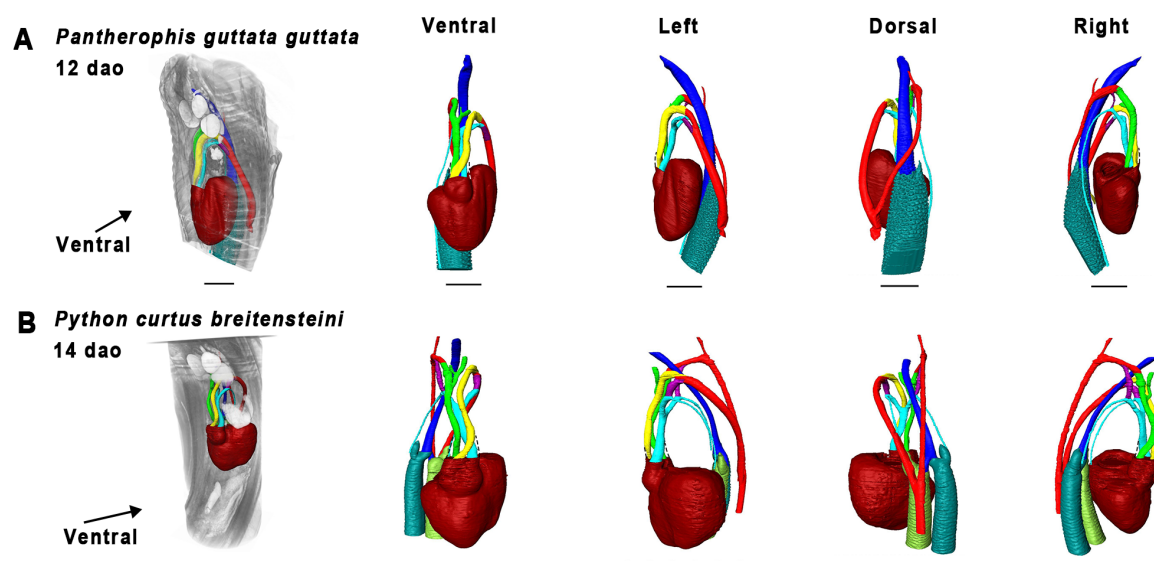 A Pantherophis guttata guttata
12 dao
Ventral
Ventral Left Dorsal Right
B Python curtus breitensteini
14 dao
Ventral